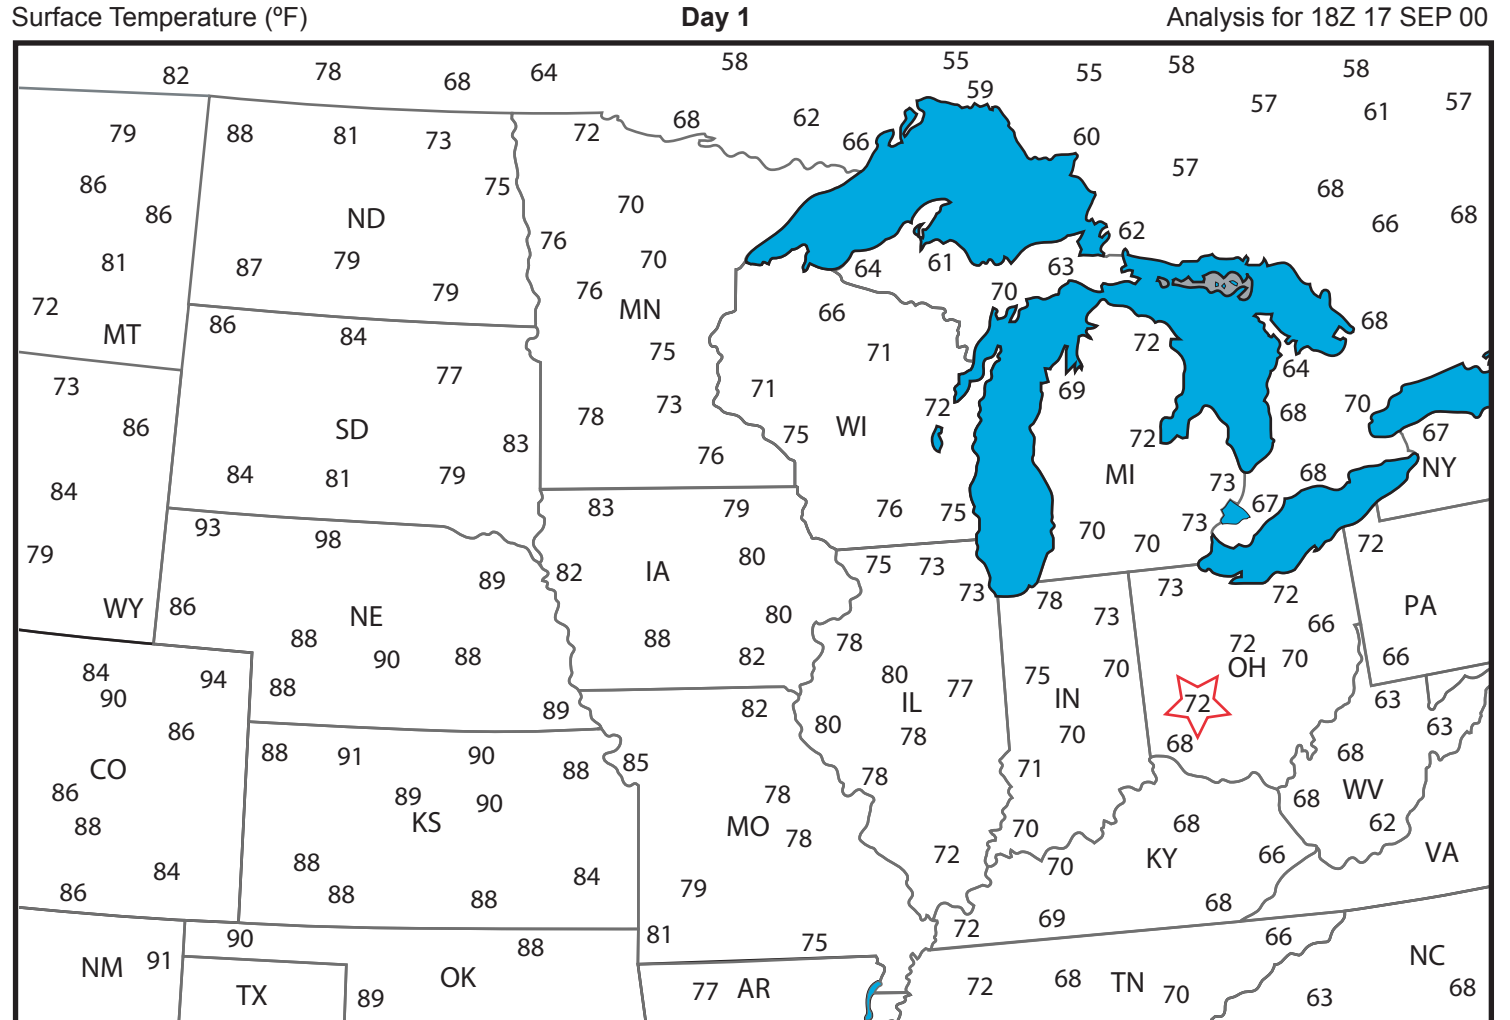 Surface Temperature (ºF) Day 1 Analysis for 18Z 17 SEP 00
82 78 68 64 58 55 59 55 58 58
57 61 57
79 88 81 73 72 68 62 66 60
86 75 70 57 68
86 ND 76 70 62 66 68
81 87 79 79 76 MN 64 61 63 70
72 MT 86 84 66 72 68
73 77 75 71 69 64
86 SD 83 78 73 71 72 WI 75 68 70 67
84 84 81 79 76 72 MI 73 68 NY
79 93 98 83 79 76 75 70 70 73 67 72
WY 86 NE 89 82 IA 80 75 73 73 78 73 73 72 PA
88 90 88 88 80 82 78 73 72 66 66
84 90 94 88 89 82 80 IL 77 75 IN 70 OH 70 63
86 88 91 90 88 85 80 78 70 72 68 63
CO 86 89 90 78 78 71 68 WV
88 KS MO 78 70 68 68 62
84 88 84 72 70 KY 66 VA
86 88 88 79 69 68
90 88 81 75 72 66
NM 91 OK 77 AR 72 68 TN 70 NC
TX 89 63 68